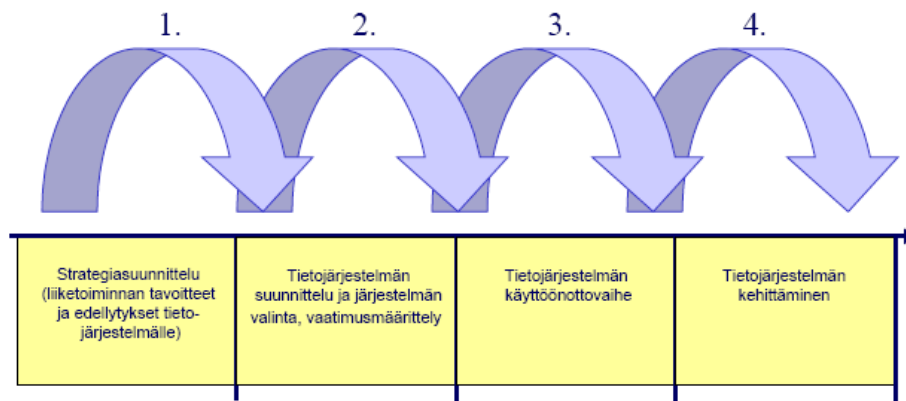 1.
2.
3.
4.
Strategiasuunnittelu
(liiketoiminnan tavoitteet
ja edellytykset tieto-
järjestelmälle)
Tietojärjestelmän
suunnittelu ja järjestelmän
valinta, vaatimusmäärittely
Tietojärjestelmän
käyttöönottovaihe
Tietojärjestelmän
kehittäminen